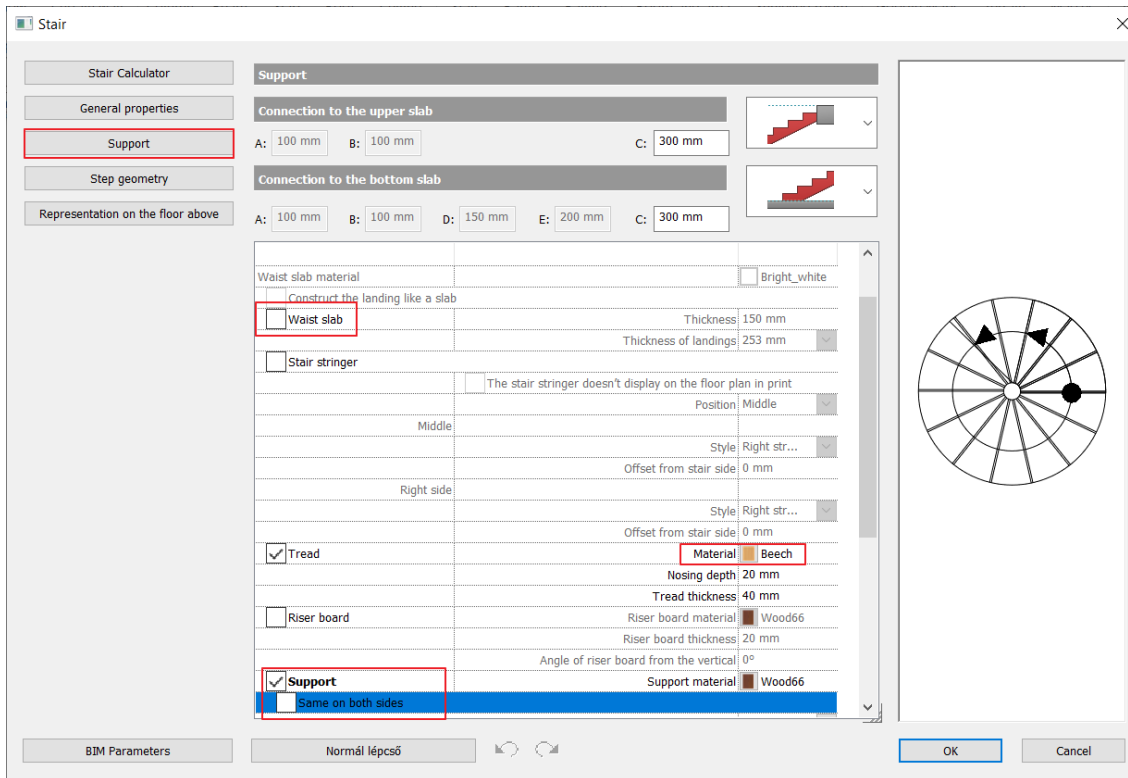 Stair
Stair Calculator
General properties
Support
Step geometry
Representation on the floor above
Support
Connection to the upper slab
A: 100 mm B: 100 mm C: 300 mm
Connection to the bottom slab
A: 100 mm B: 100 mm D: 150 mm E: 200 mm C: 300 mm
Waist slab material Bright_white
Construct the landing like a slab
Waist slab Thickness 150 mm
Thickness of landings 253 mm
Stair stringer
The stair stringer doesn't display on the floor plan in print
Position Middle
Middle
Style Right str...
Offset from stair side 0 mm
Right side
Style Right str...
Offset from stair side 0 mm
Tread Material Beech
Nosing depth 20 mm
Tread thickness 40 mm
Riser board Riser board material Wood66
Riser board thickness 20 mm
Angle of riser board from the vertical 0°
Support Support material Wood66
Same on both sides
BIM Parameters Normál lépcső OK Cancel